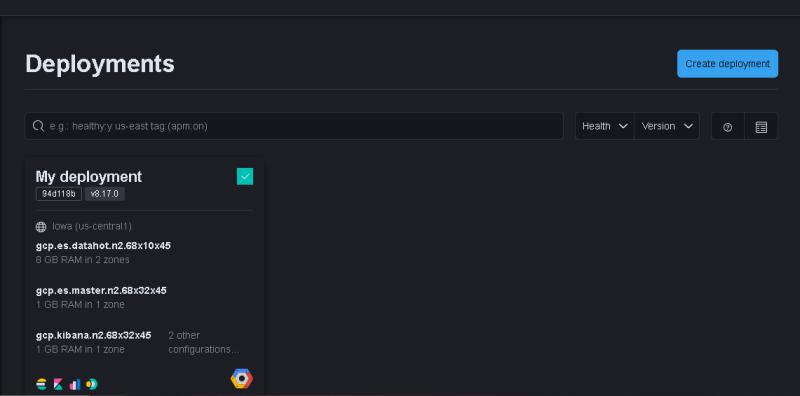 Deployments
Create deployment
e.g.: healthy:y us-east tag:(apm:on)
Health
Version
My deployment
94d118b
v8.17.0
Iowa (us-central1)
gcp.es.datahot.n2.68x10x45
8 GB RAM in 2 zones
gcp.es.master.n2.68x32x45
1 GB RAM in 1 zone
gcp.kibana.n2.68x32x45
1 GB RAM in 1 zone
2 other
configurations...